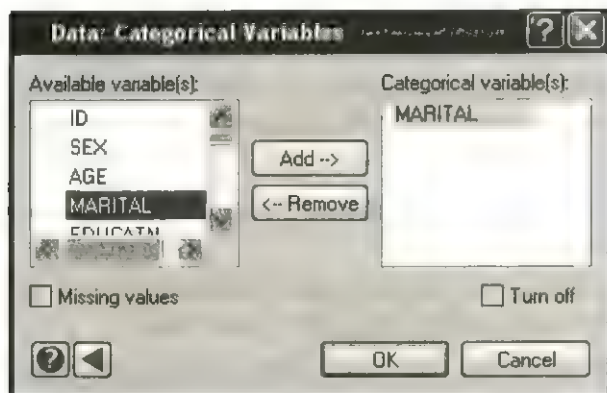 Data: Categorical Variables
Available variable(s):
ID
SEX
AGE
MARITAL
EDUCATN
Add -->
<-- Remove
Categorical variable(s):
MARITAL
Missing values
Turn off
OK
Cancel